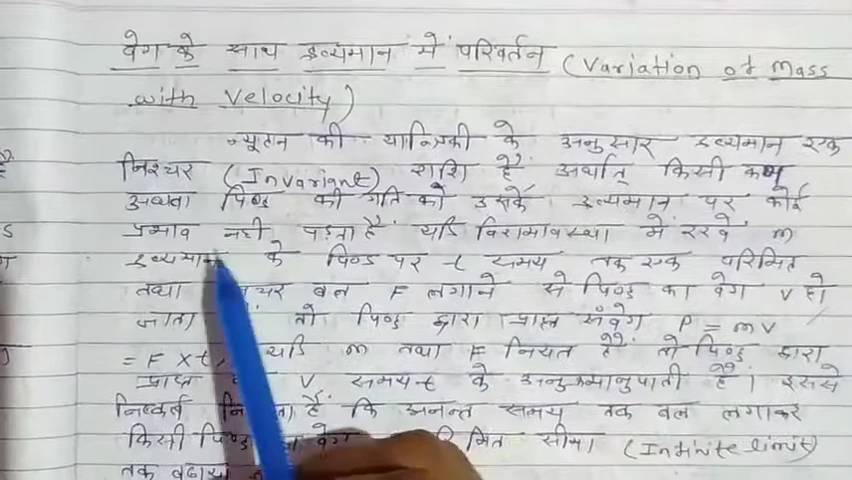 वेग के साथ द्रव्यमान में परिवर्तन (Variation of Mass
with Velocity)
न्यूटन की यान्त्रिकी के अनुसार द्रव्यमान एक
निश्चर (Invariant) राशि है अर्थात् किसी कण
अथवा पिण्ड की गति को उसके द्रव्यमान पर कोई
प्रभाव नही पड़ता है यदि विरामावस्था में रखे m
द्रव्यमान के पिण्ड पर t समय तक एक परिमित
तथा बल F लगाने से पिण्ड का वेग v हो
जाता तो पिण्ड द्वारा प्राप्त संवेग P = mv
= F x t, यदि m तथा F नियत है तो पिण्ड द्वारा
प्राप्त v समय t के अनुक्रमानुपाती है। इससे
निष्कर्ष है कि अनन्त समय तक बल लगाकर
किसी पिण्ड वेग सीमा (Infinite limit)
तक बढाया